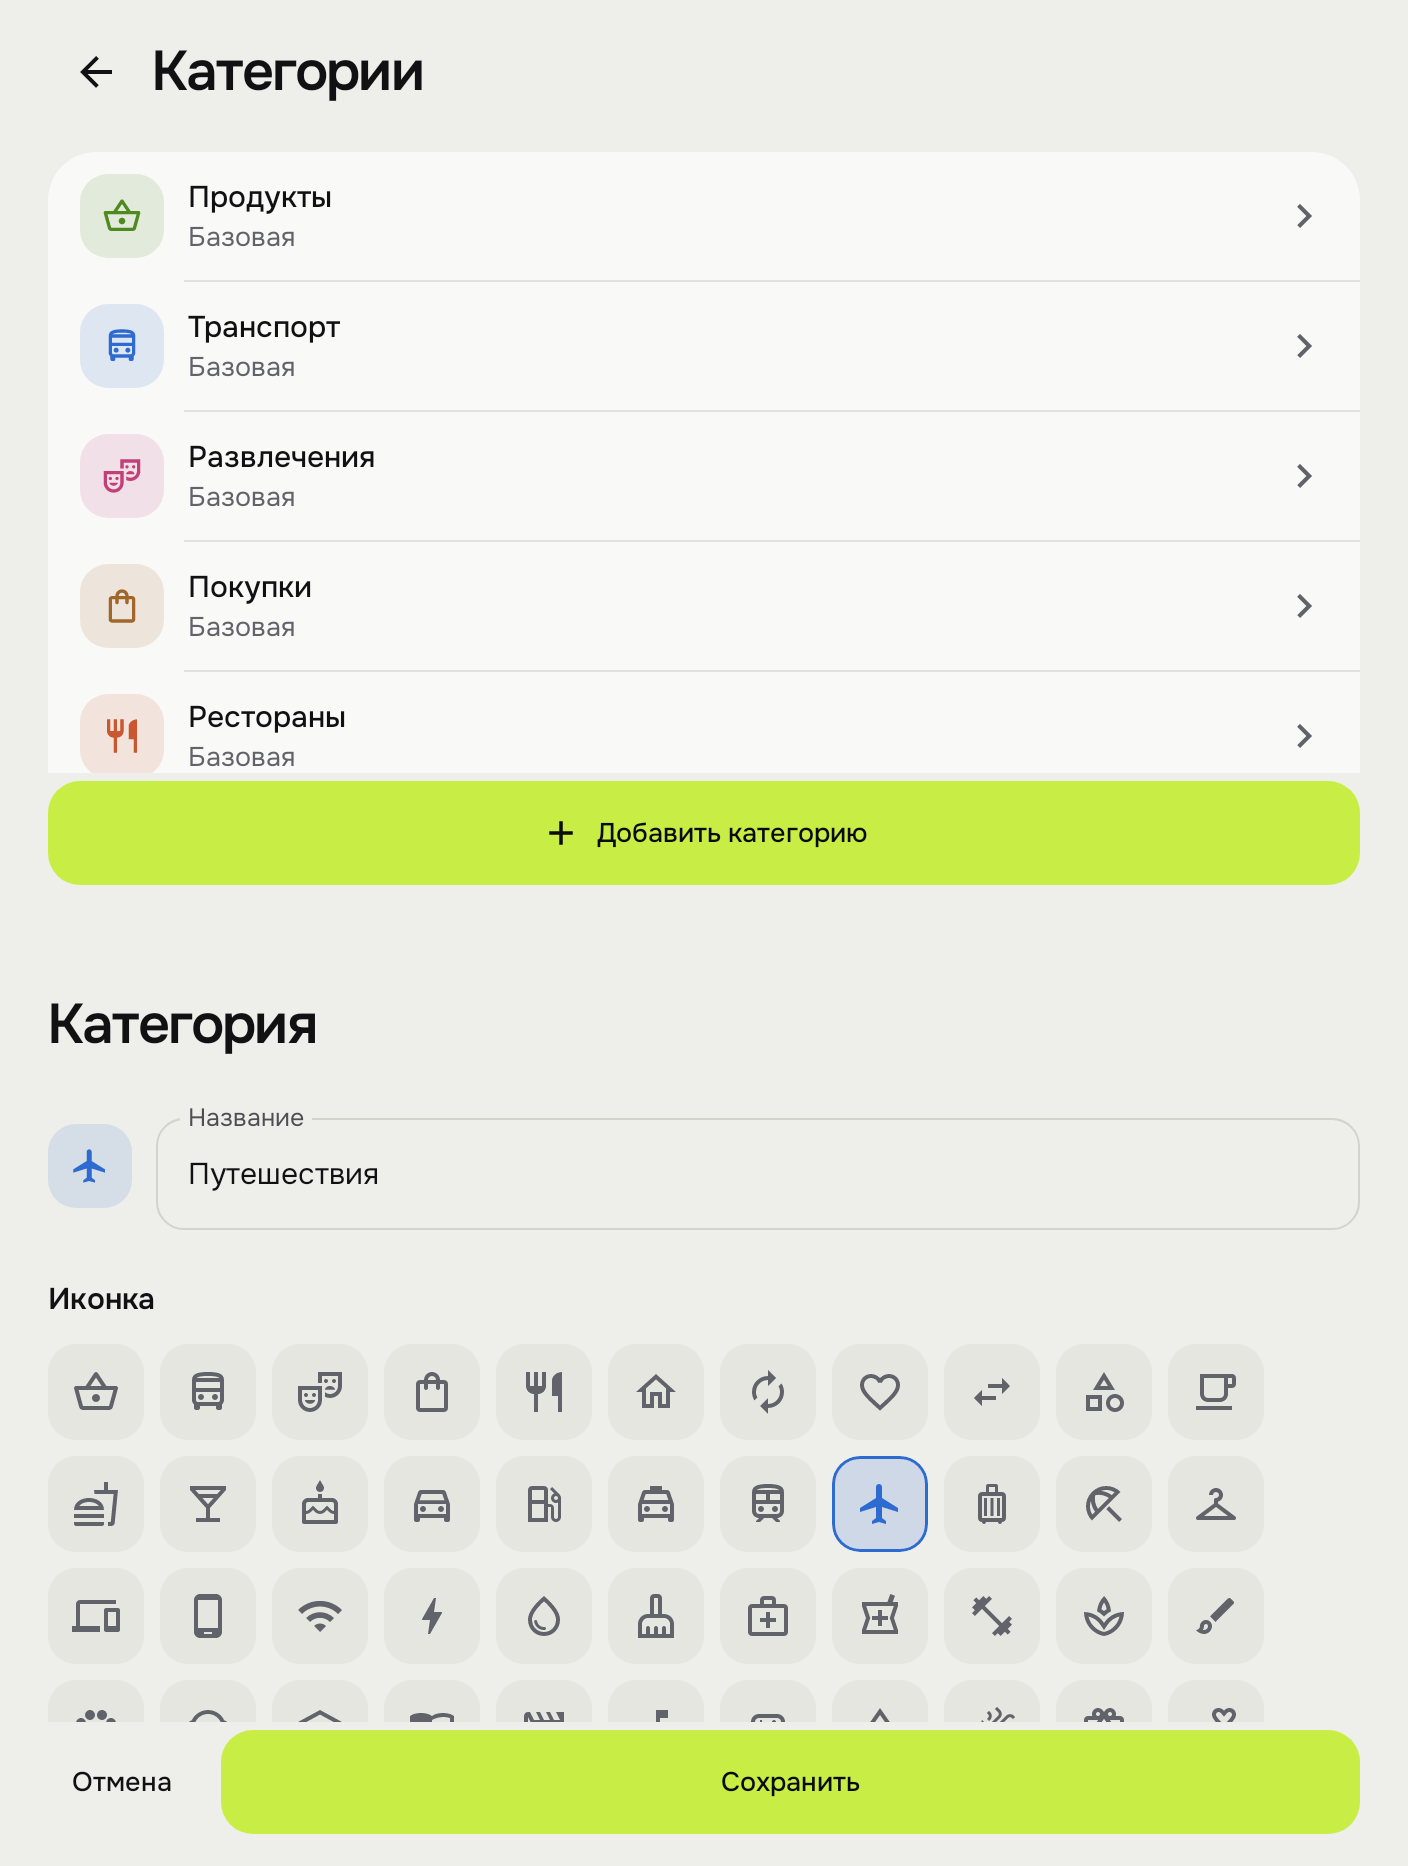 Категории
Продукты
Базовая
Транспорт
Базовая
Развлечения
Базовая
Покупки
Базовая
Рестораны
Базовая
Добавить категорию
Категория
Название
Путешествия
Иконка
Отмена
Сохранить